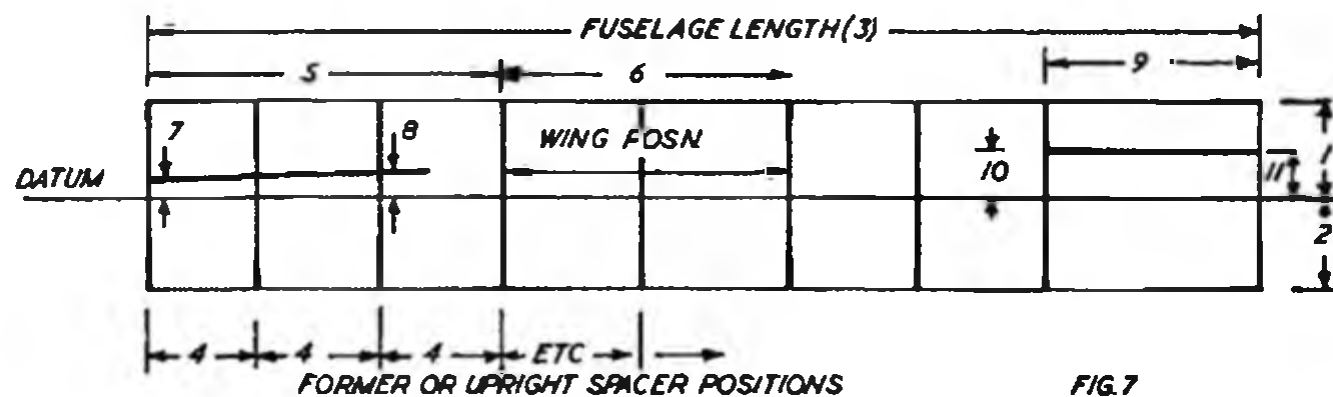 FUSELAGE LENGTH(3)
5 6 9
7 8 WING POSN. 10 11 1
DATUM
2
4 4 4 ETC
FORMER OR UPRIGHT SPACER POSITIONS FIG.7